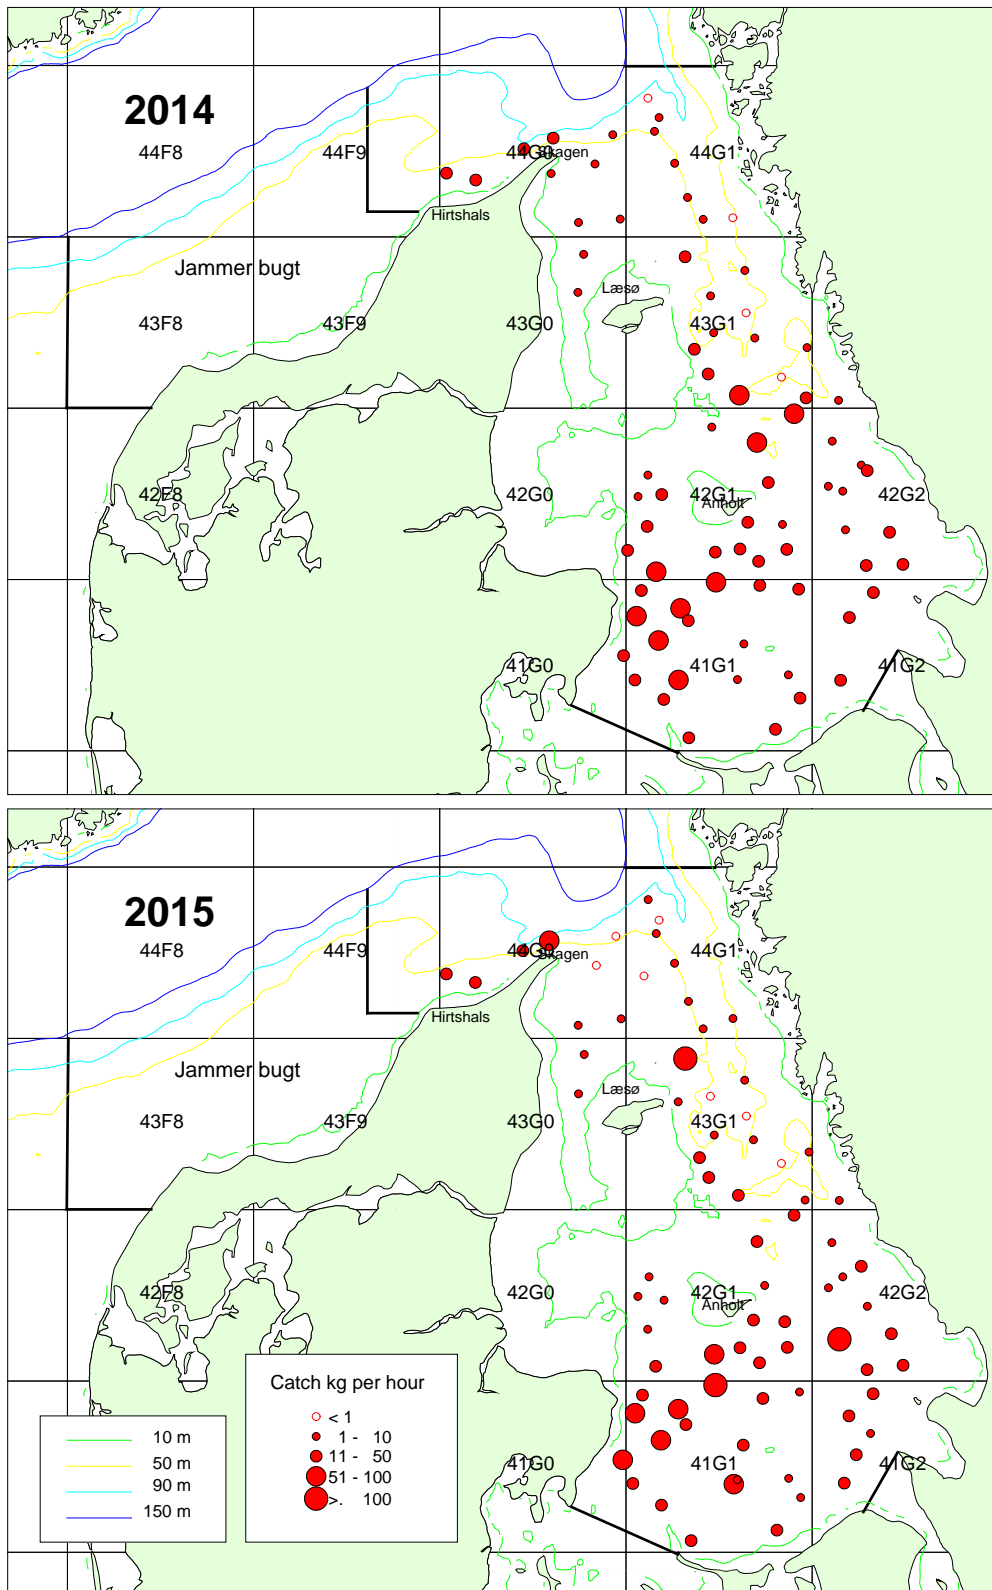 2014
44F8
44F9
44G0
Skagen
44G1
Hirtshals
Jammer bugt
Læsø
43F8
43F9
43G0
43G1
42F8
42G0
42G1
Anholt
42G2
41G0
41G1
41G2
2015
44F8
44F9
44G0
Skagen
44G1
Hirtshals
Jammer bugt
Læsø
43F8
43F9
43G0
43G1
42F8
42G0
42G1
Anholt
42G2
Catch kg per hour
< 1
1 - 10
11 - 50
51 - 100
>. 100
10 m
50 m
90 m
150 m
41G0
41G1
41G2